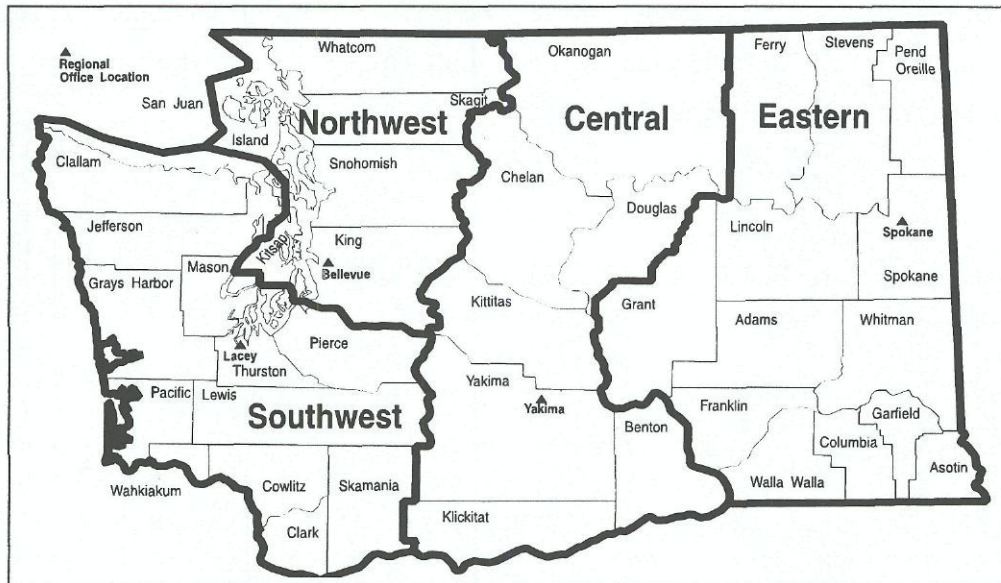 Whatcom
Okanogan
Ferry
Stevens
Pend
Oreille
▲
Regional
Office Location
San Juan
Skagit
Northwest
Central
Eastern
Island
Clallam
Snohomish
Chelan
Douglas
Jefferson
Lincoln
Spokane
Kitsap
King
Mason
Bellevue
Spokane
Grays Harbor
Kittitas
Grant
Adams
Whitman
Pierce
Lacey
Thurston
Yakima
Pacific
Lewis
Yakima
Franklin
Garfield
Southwest
Benton
Columbia
Asotin
Wahkiakum
Cowlitz
Skamania
Walla Walla
Klickitat
Clark